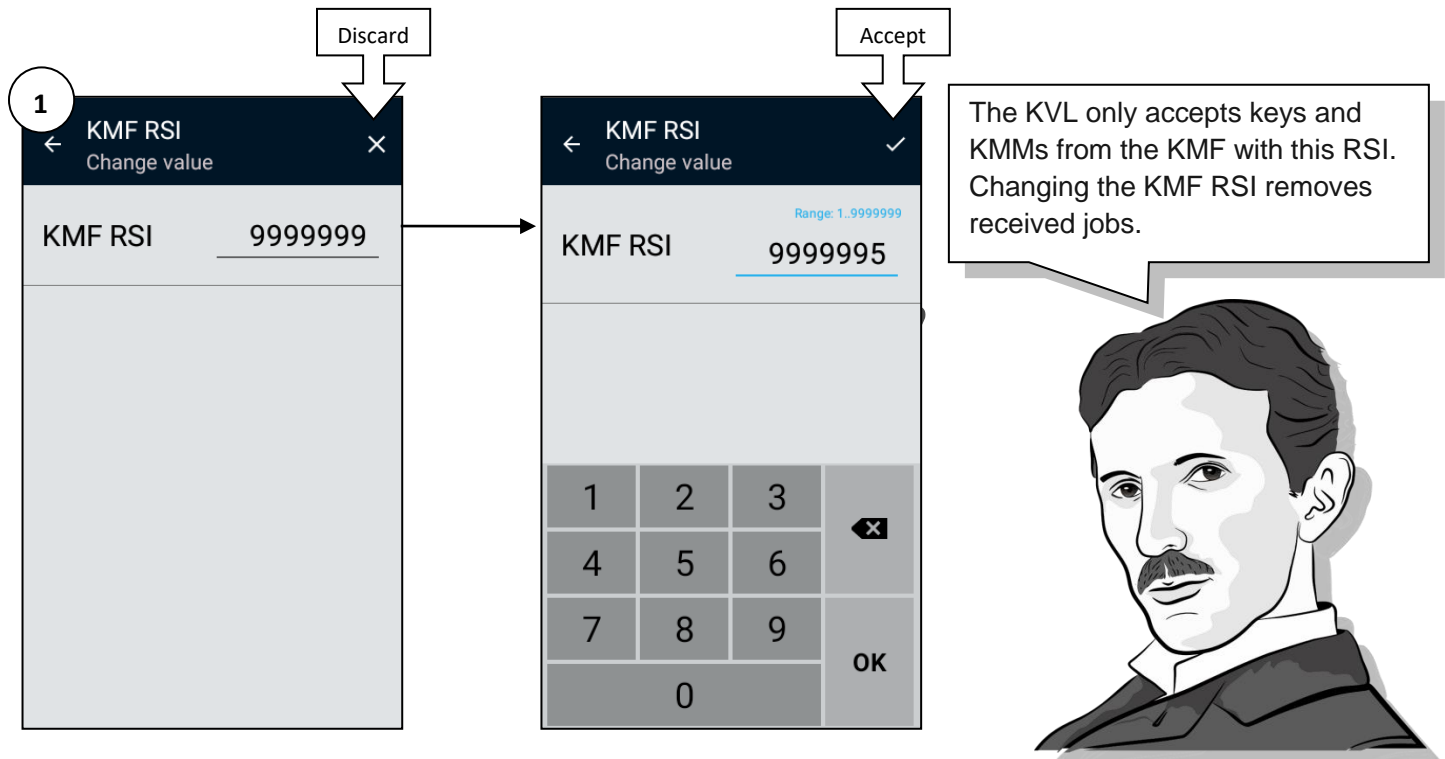 Discard
1
KMF RSI
Change value
KMF RSI 9999999
Accept
KMF RSI
Change value
Range: 1..9999999
KMF RSI 9999995
1 2 3
4 5 6
7 8 9
OK
0
The KVL only accepts keys and
KMMs from the KMF with this RSI.
Changing the KMF RSI removes
received jobs.